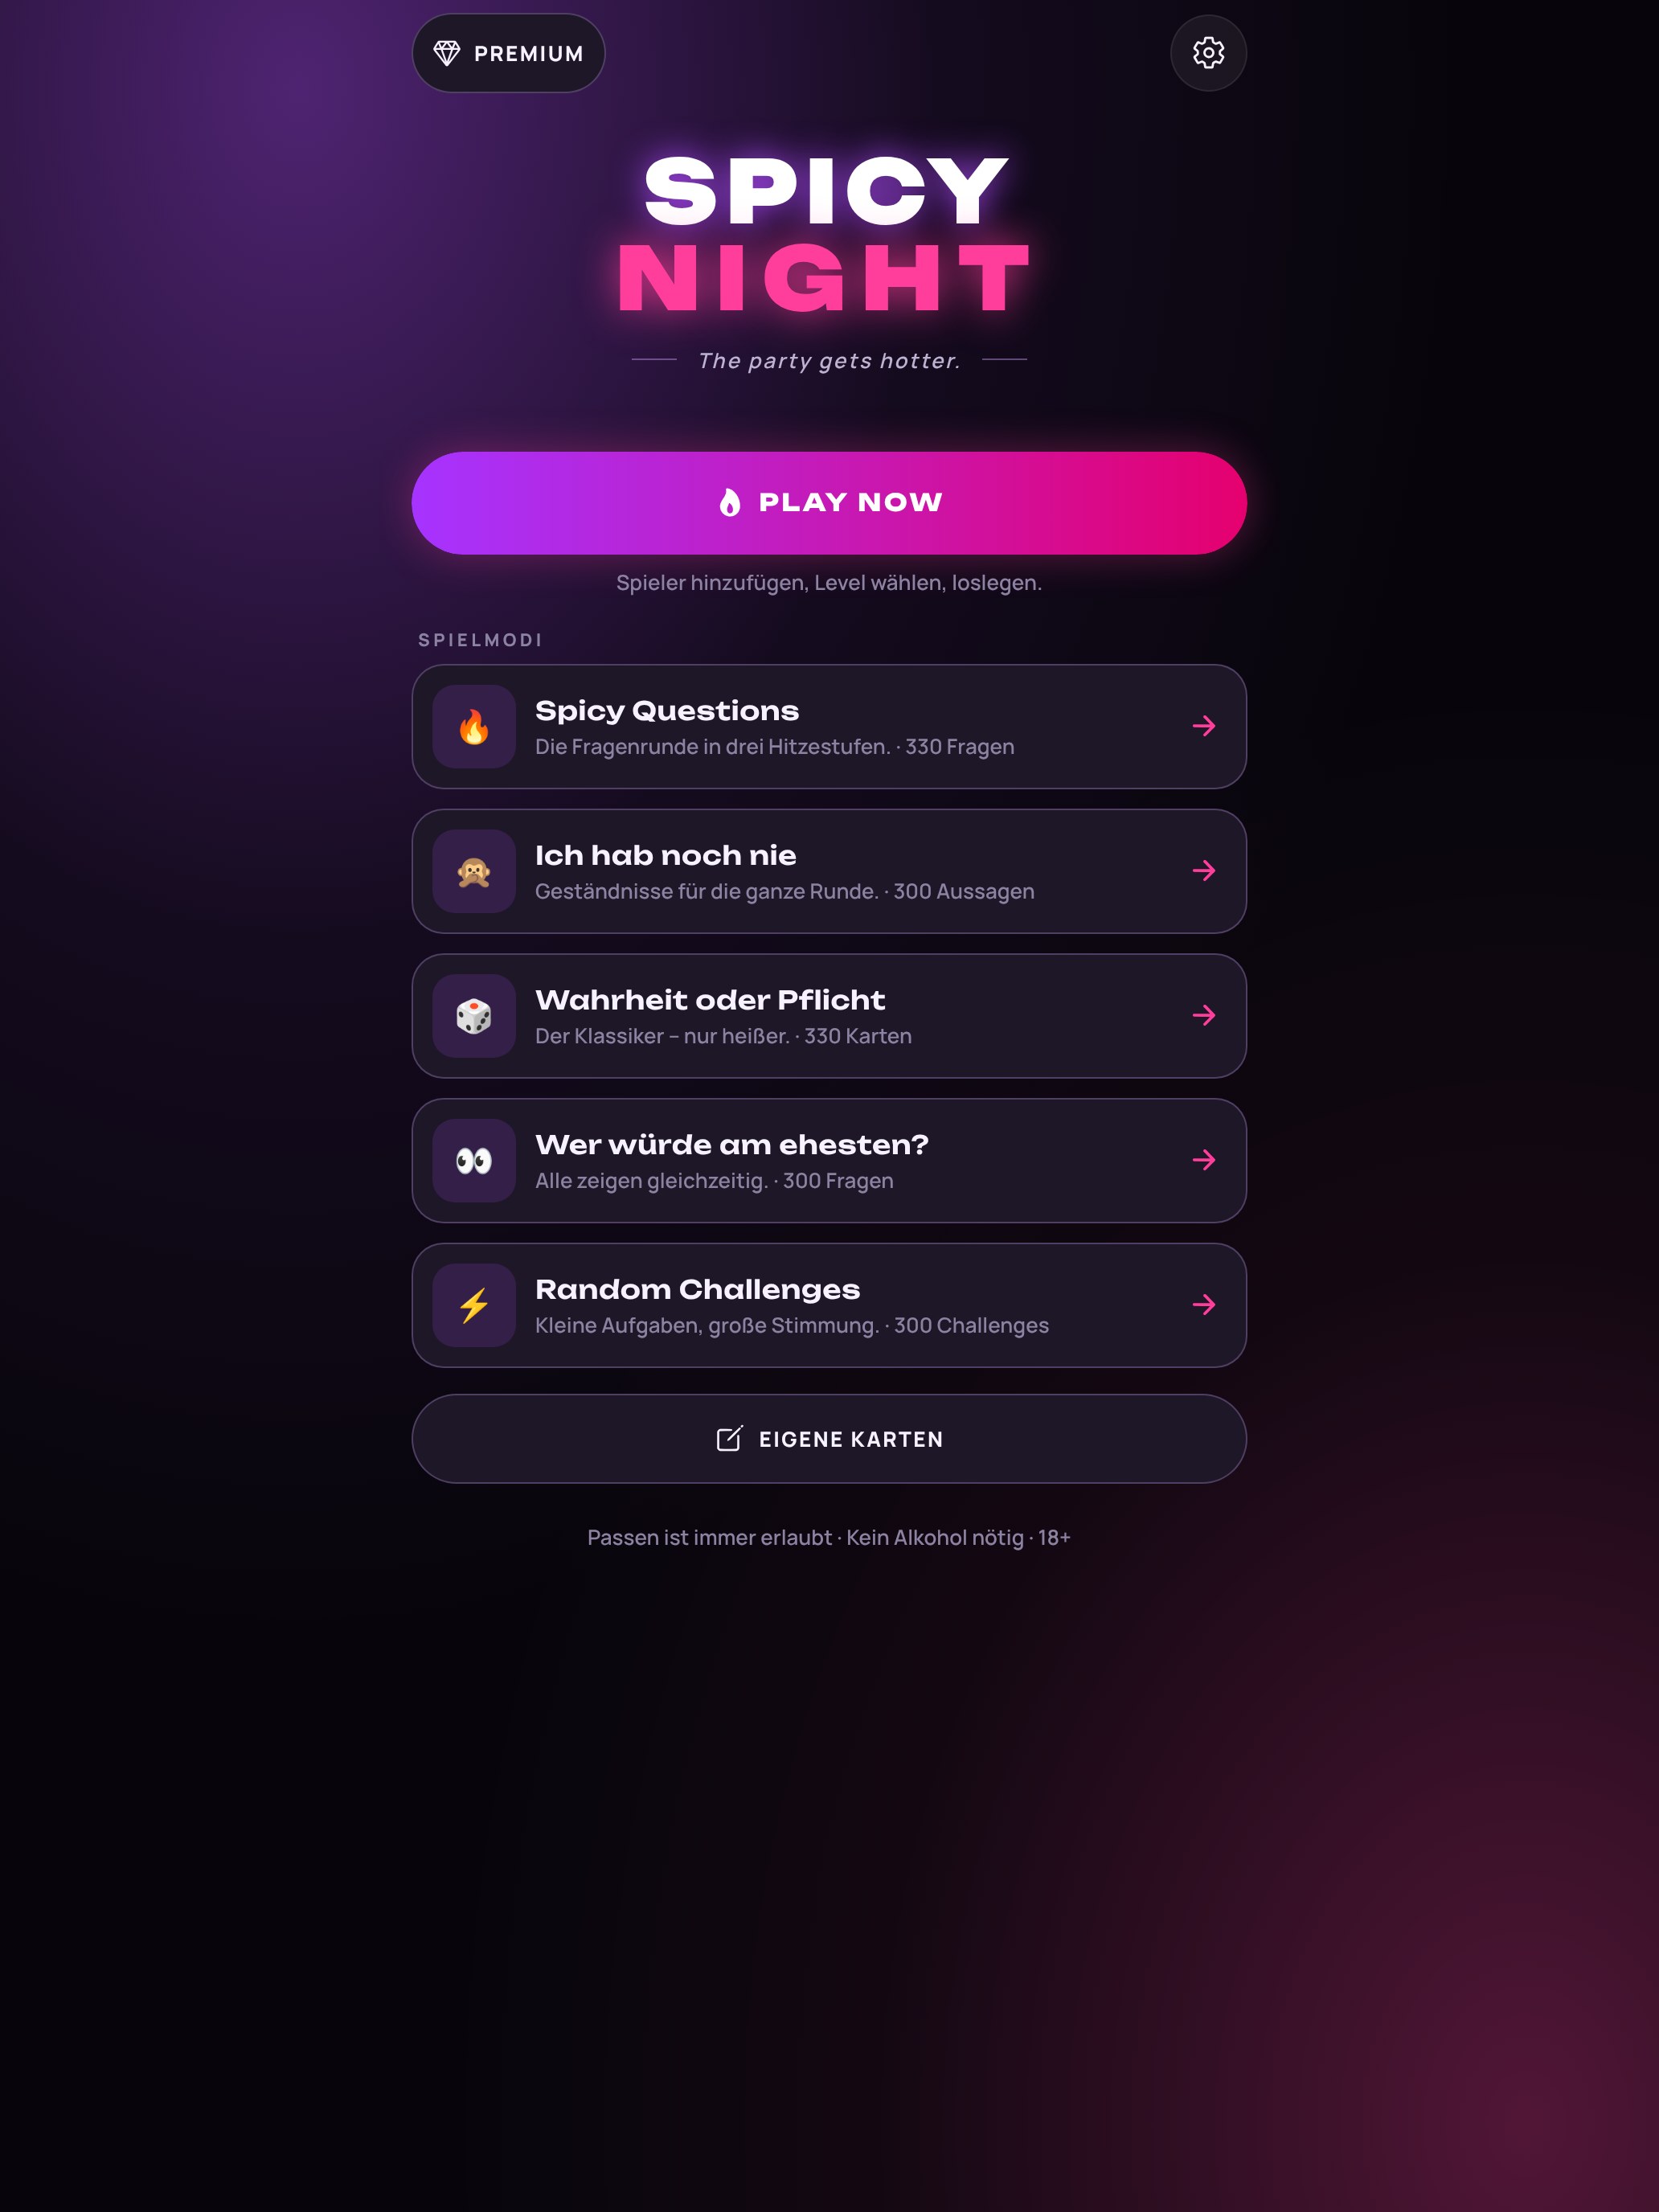 PREMIUM
SPICY
NIGHT
The party gets hotter.
PLAY NOW
Spieler hinzufügen, Level wählen, loslegen.
SPIELMODI
Spicy Questions
Die Fragenrunde in drei Hitzestufen. · 330 Fragen
Ich hab noch nie
Geständnisse für die ganze Runde. · 300 Aussagen
Wahrheit oder Pflicht
Der Klassiker – nur heißer. · 330 Karten
Wer würde am ehesten?
Alle zeigen gleichzeitig. · 300 Fragen
Random Challenges
Kleine Aufgaben, große Stimmung. · 300 Challenges
EIGENE KARTEN
Passen ist immer erlaubt · Kein Alkohol nötig · 18+